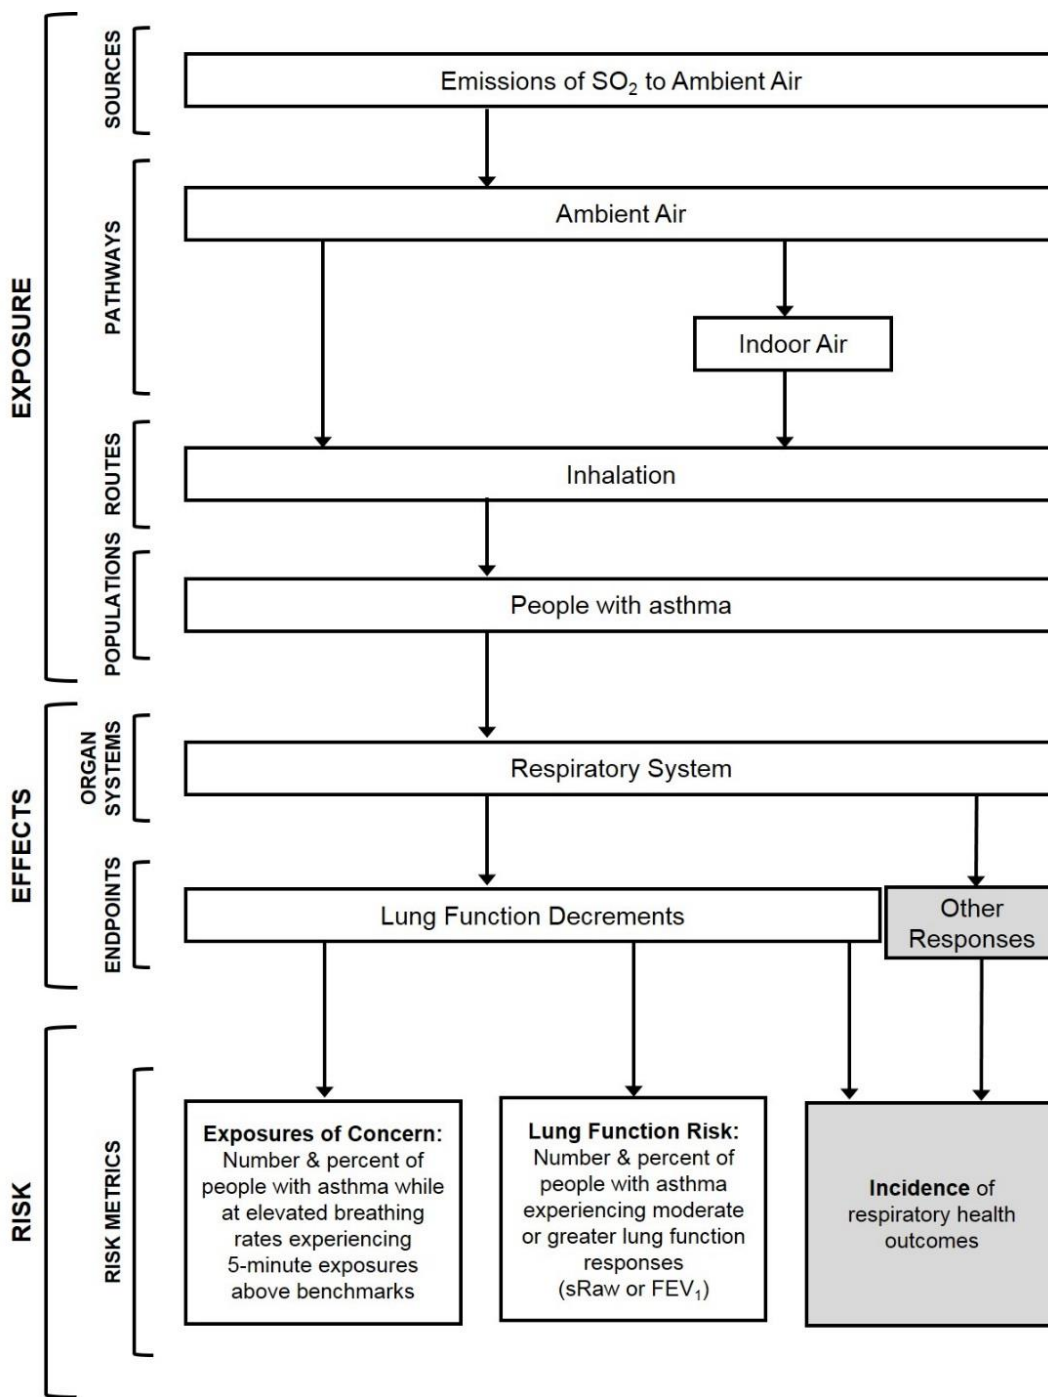 EXPOSURE
SOURCES
Emissions of SO₂ to Ambient Air
PATHWAYS
Ambient Air
Indoor Air
ROUTES
Inhalation
POPULATIONS
People with asthma
EFFECTS
ORGAN
SYSTEMS
Respiratory System
ENDPOINTS
Lung Function Decrements
Other
Responses
RISK
RISK METRICS
Exposures of Concern:
Number & percent of
people with asthma while
at elevated breathing
rates experiencing
5-minute exposures
above benchmarks
Lung Function Risk:
Number & percent of
people with asthma
experiencing moderate
or greater lung function
responses
(sRaw or FEV₁)
Incidence of
respiratory health
outcomes